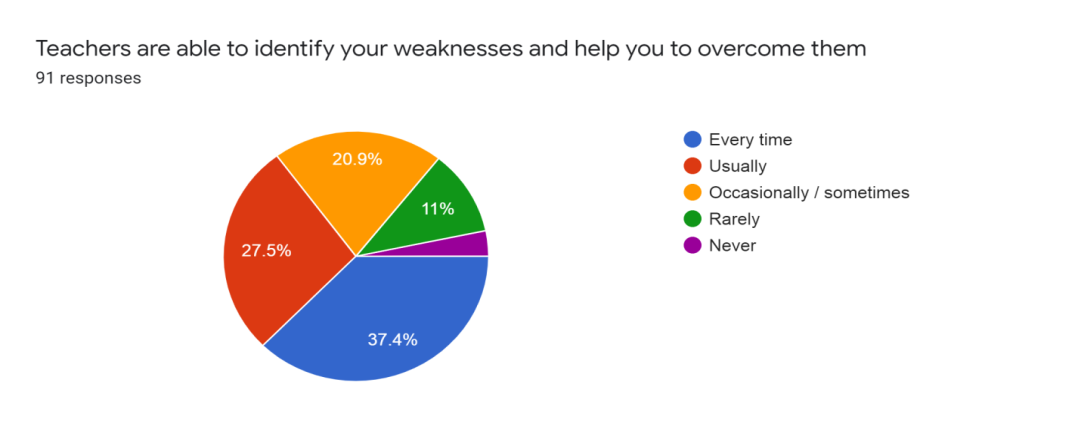 Teachers are able to identify your weaknesses and help you to overcome them
91 responses
20.9%
11%
27.5%
37.4%
Every time
Usually
Occasionally / sometimes
Rarely
Never